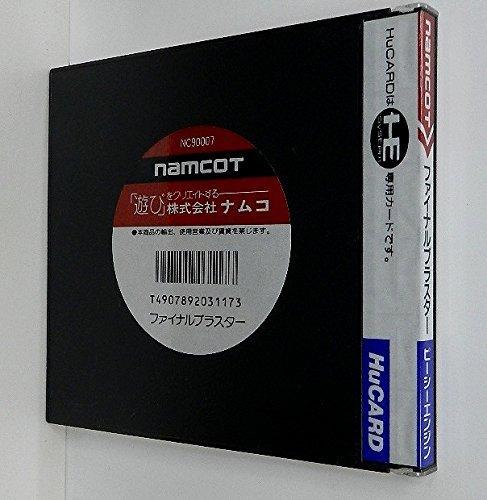 NC90007
namcot
「遊び」をクリエイトする
株式会社ナムコ
●本商品の輸出、使用営業及び賃貸を禁じます。
T4907892031173
ファイナルブラスター
HuCARDは
HE
SYSTEM
専用カードです。
HuCARD
namcot
ファイナルブラスター
ピーシーエンジン